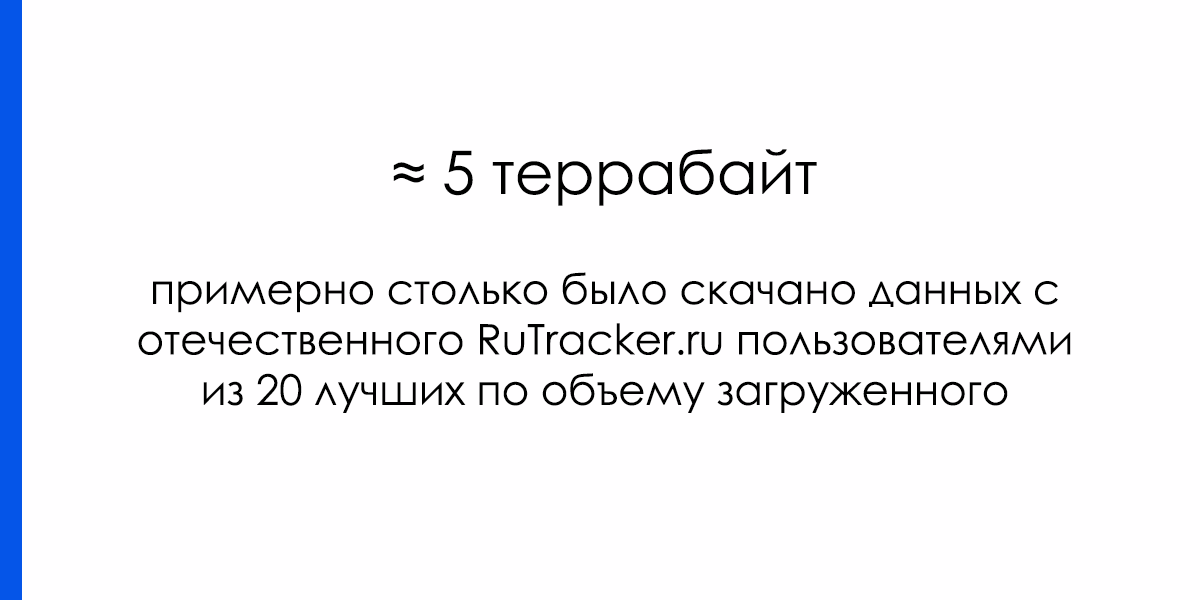 ≈ 5 террабайт
примерно столько было скачано данных с
отечественного RuTracker.ru пользователями
из 20 лучших по объему загруженного